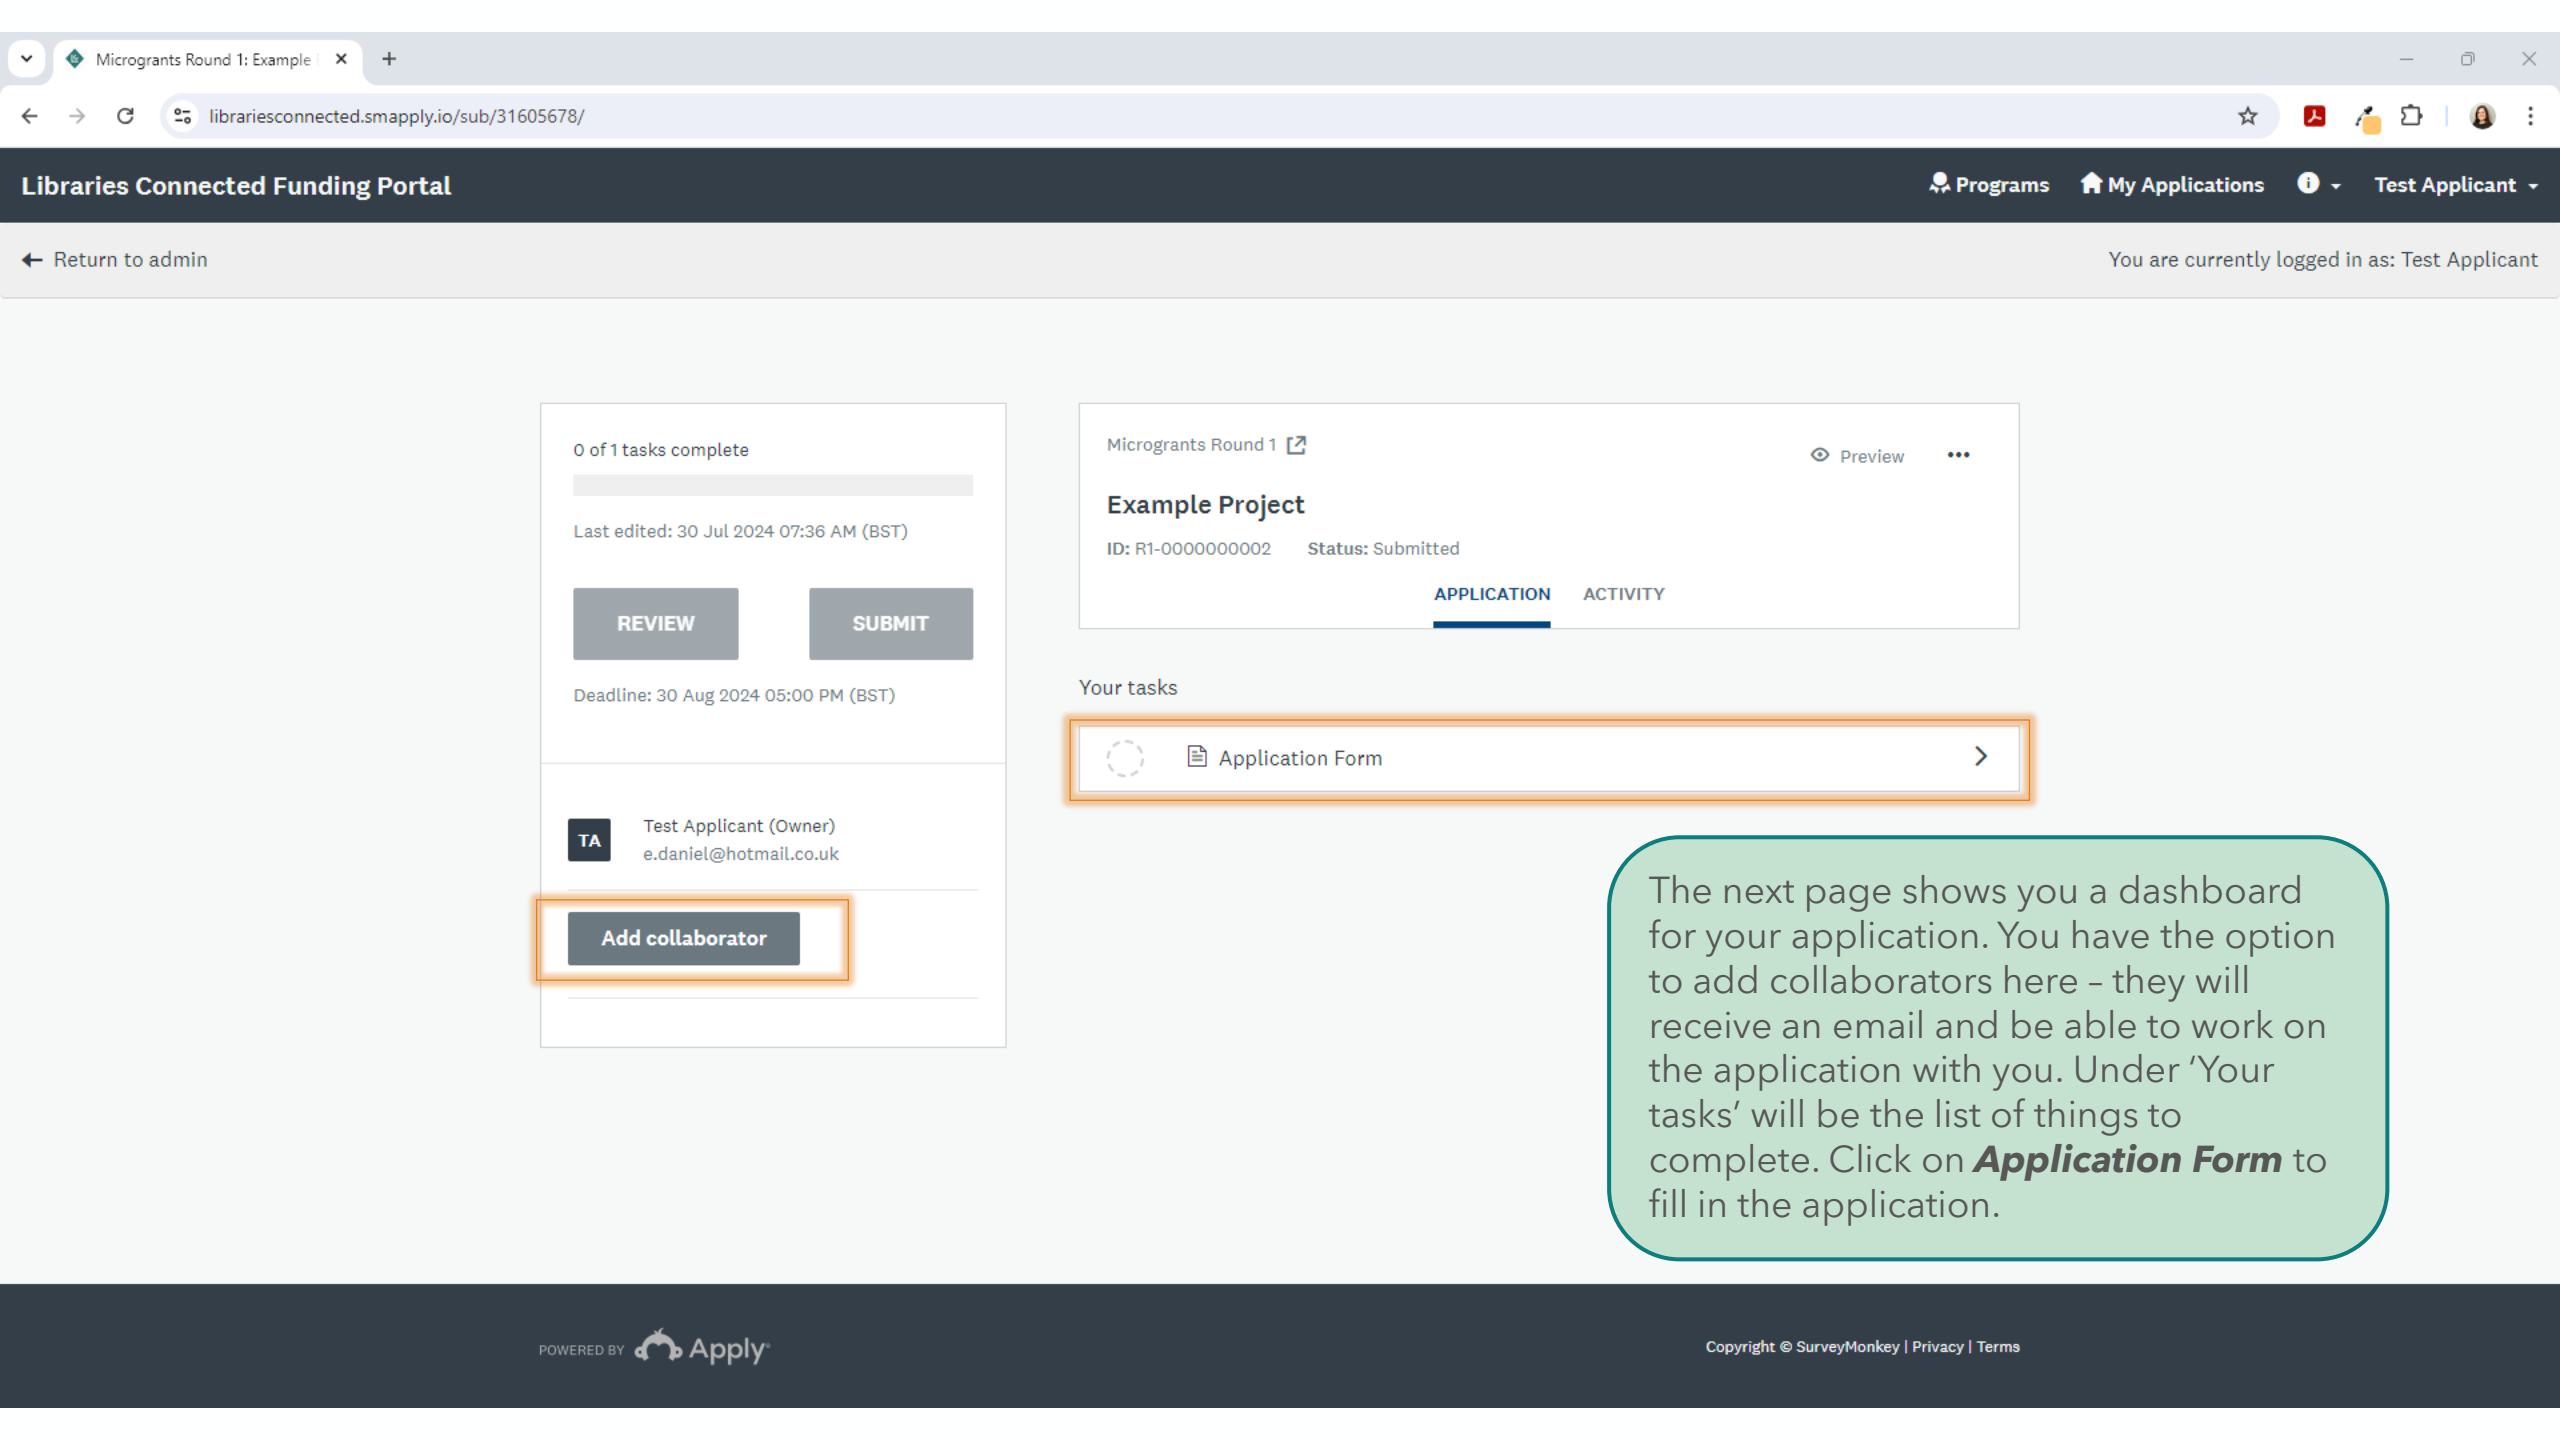 Microgrants Round 1: Example
librariesconnected.smapply.io/sub/31605678/
Libraries Connected Funding Portal
Programs
My Applications
Test Applicant
Return to admin
You are currently logged in as: Test Applicant
0 of 1 tasks complete
Last edited: 30 Jul 2024 07:36 AM (BST)
REVIEW
SUBMIT
Deadline: 30 Aug 2024 05:00 PM (BST)
TA
Test Applicant (Owner)
e.daniel@hotmail.co.uk
Add collaborator
Microgrants Round 1
Preview
Example Project
ID: R1-0000000002 Status: Submitted
APPLICATION
ACTIVITY
Your tasks
Application Form
The next page shows you a dashboard
for your application. You have the option
to add collaborators here – they will
receive an email and be able to work on
the application with you. Under ‘Your
tasks’ will be the list of things to
complete. Click on Application Form to
fill in the application.
POWERED BY Apply
Copyright © SurveyMonkey | Privacy | Terms